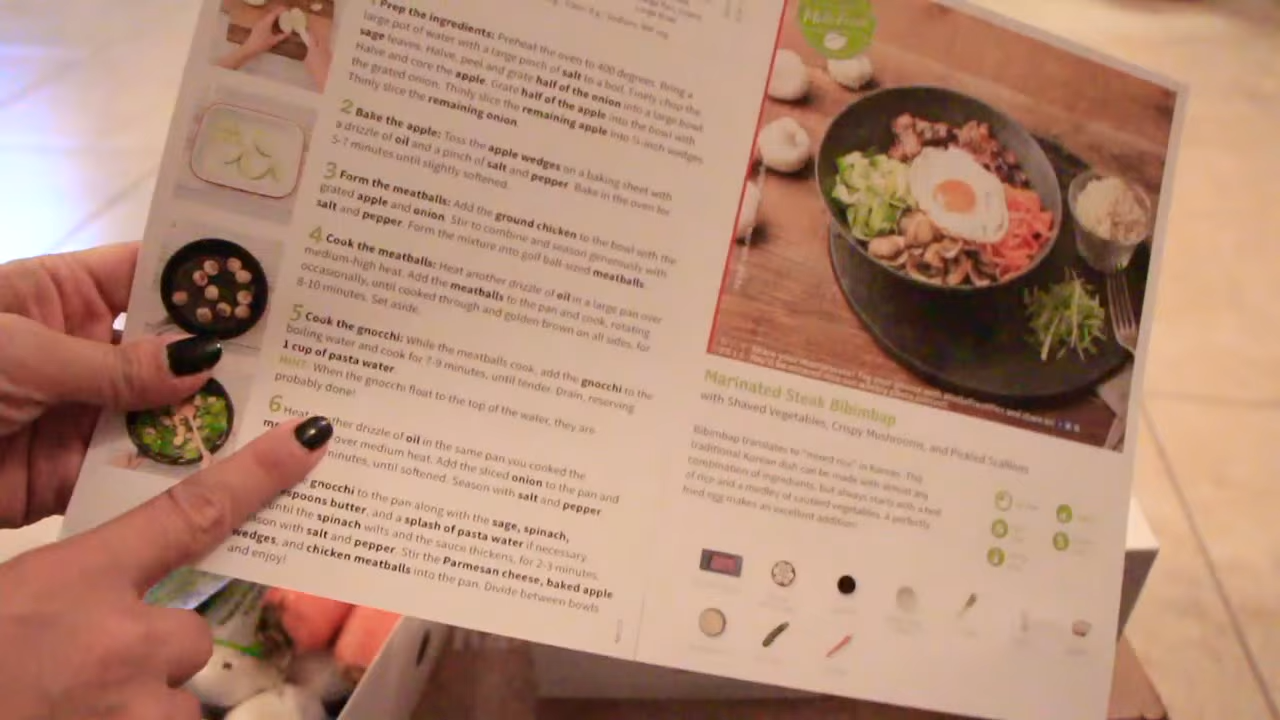 1 Prep the ingredients: Preheat the oven to 400 degrees. Bring a
large pot of water with a large pinch of salt to a boil. Finely chop the
sage leaves. Halve, peel and grate half of the onion into a large bowl.
Halve and core the apple. Grate half of the apple into the bowl with
the grated onion. Thinly slice the remaining apple into ½-inch wedges
Thinly slice the remaining onion.
2 Bake the apple: Toss the apple wedges on a baking sheet with
a drizzle of oil and a pinch of salt and pepper. Bake in the oven for
5-7 minutes until slightly softened.
3 Form the meatballs: Add the ground chicken to the bowl with the
grated apple and onion. Stir to combine and season generously with
salt and pepper. Form the mixture into golf ball-sized meatballs.
4 Cook the meatballs: Heat another drizzle of oil in a large pan over
medium-high heat. Add the meatballs to the pan and cook, rotating
occasionally, until cooked through and golden brown on all sides, for
8-10 minutes. Set aside.
5 Cook the gnocchi: While the meatballs cook, add the gnocchi to the
boiling water and cook for 7-9 minutes, until tender. Drain, reserving
1 cup of pasta water.
HINT: When the gnocchi float to the top of the water, they are
probably done!
6 Heat another drizzle of oil in the same pan you cooked the
over medium heat. Add the sliced onion to the pan and
minutes, until softened. Season with salt and pepper
gnocchi to the pan along with the sage, spinach,
spoons butter, and a splash of pasta water if necessary.
until the spinach wilts and the sauce thickens, for 2-3 minutes.
ason with salt and pepper. Stir the Parmesan cheese, baked apple
wedges, and chicken meatballs into the pan. Divide between bowls
and enjoy!
HelloFresh
Marinated Steak Bibimbap
with Shaved Vegetables, Crispy Mushrooms, and Pickled Scallions
Bibimbap translates to "mixed rice" in Korean. This
traditional Korean dish can be made with almost any
combination of ingredients, but always starts with a bed
of rice and a medley of sautéed vegetables. A perfectly
fried egg makes an excellent addition!